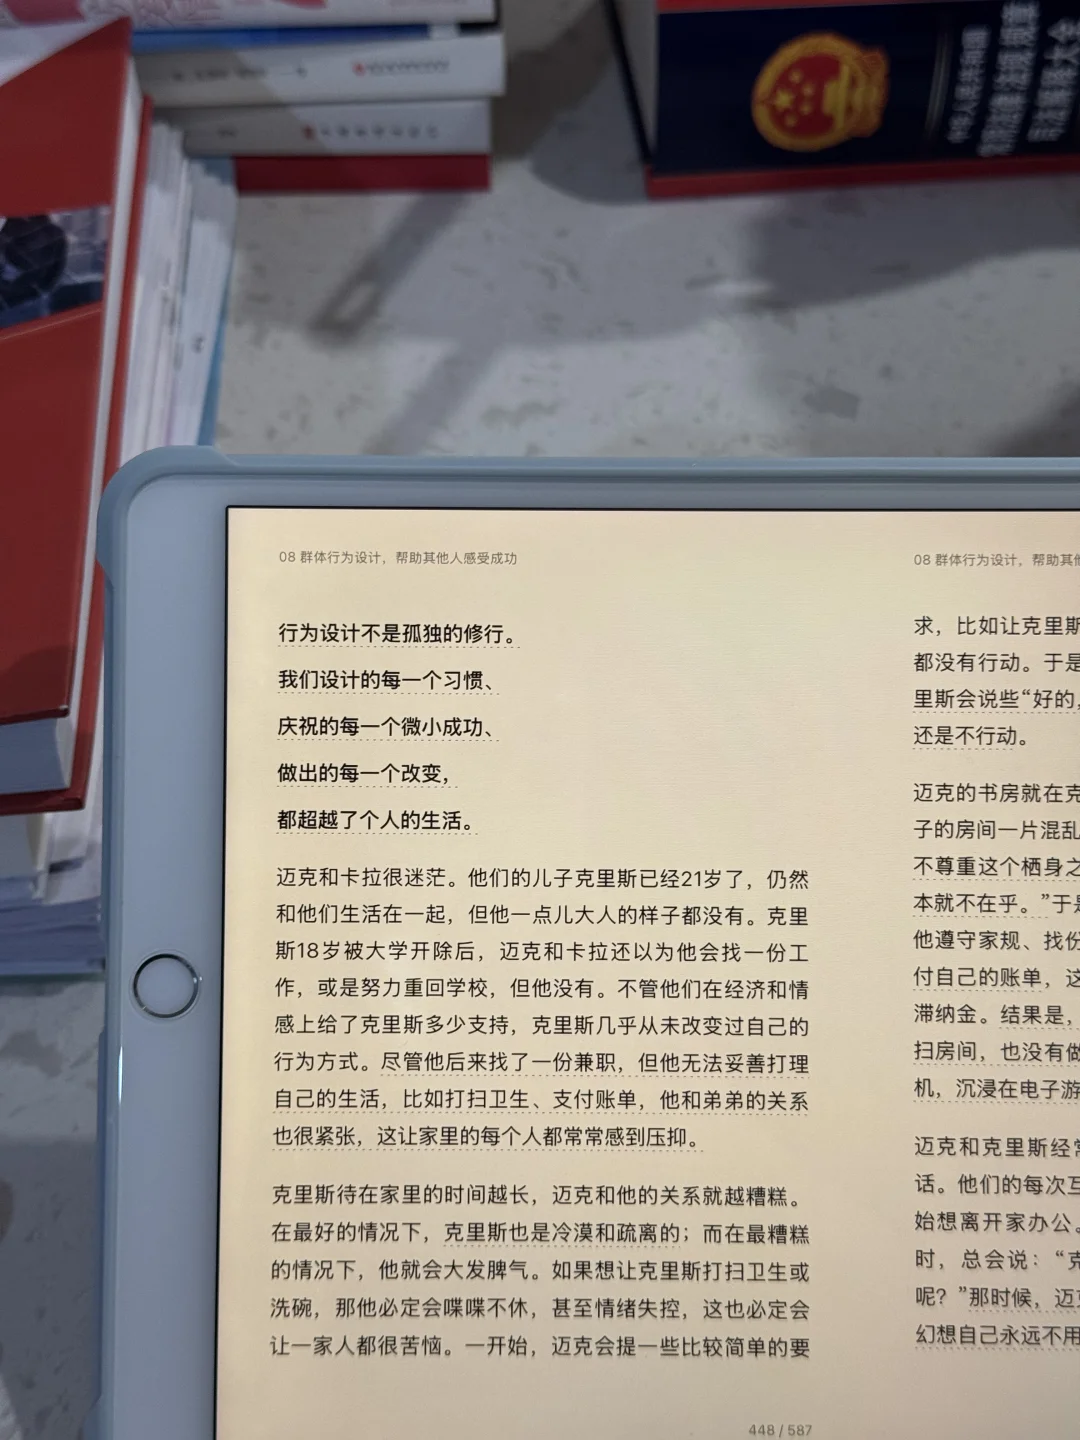 08 群体行为设计，帮助其他人感受成功
行为设计不是孤独的修行。
我们设计的每一个习惯、
庆祝的每一个微小成功、
做出的每一个改变，
都超越了个人的生活。
迈克和卡拉很迷茫。他们的儿子克里斯已经21岁了，仍然
和他们生活在一起，但他一点儿大人的样子都没有。克里
斯18岁被大学开除后，迈克和卡拉还以为他会找一份工
作，或是努力重回学校，但他没有。不管他们在经济和情
感上给了克里斯多少支持，克里斯几乎从未改变过自己的
行为方式。尽管他后来找了一份兼职，但他无法妥善打理
自己的生活，比如打扫卫生、支付账单，他和弟弟的关系
也很紧张，这让家里的每个人都常常感到压抑。
克里斯待在家里的时间越长，迈克和他的关系就越糟糕。
在最好的情况下，克里斯也是冷漠和疏离的；而在最糟糕
的情况下，他就会大发脾气。如果想让克里斯打扫卫生或
洗碗，那他必定会喋喋不休，甚至情绪失控，这也必定会
让一家人都很苦恼。一开始，迈克会提一些比较简单的要
448 / 587
08 群体行为设计，帮助其他
求，比如让克里斯
都没有行动。于是
里斯会说些“好的，
还是不行动。
迈克的书房就在克
子的房间一片混乱
不尊重这个栖身之
本就不在乎。”于是
他遵守家规、找份
付自己的账单，这
滞纳金。结果是，
扫房间，也没有做
机，沉浸在电子游
迈克和克里斯经常
话。他们的每次互
始想离开家办公。
时，总会说：“克
呢？”那时候，迈克
幻想自己永远不用
中华人民共和国